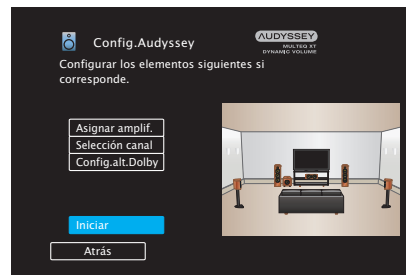 Config.Audyssey
AUDYSSEY
MULTEQ XT
DYNAMIC VOLUME
Configurar los elementos siguientes si
corresponde.
Asignar amplif.
Selección canal
Config.alt.Dolby
Iniciar
Atrás